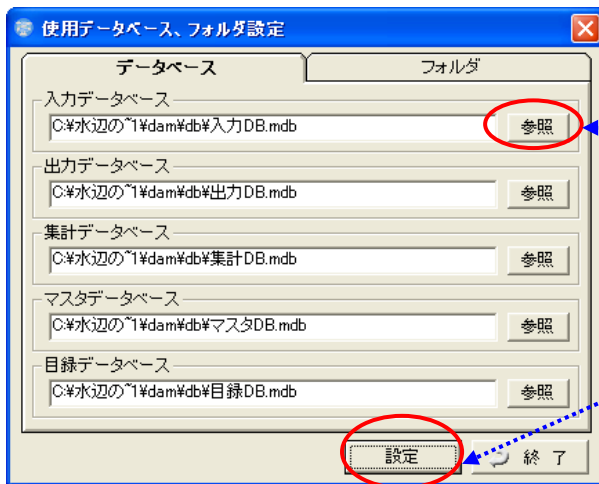 使用データベース、フォルダ設定
データベース フォルダ
入力データベース
C:¥水辺の~1¥dam¥db¥入力DB.mdb 参照
出力データベース
C:¥水辺の~1¥dam¥db¥出力DB.mdb 参照
集計データベース
C:¥水辺の~1¥dam¥db¥集計DB.mdb 参照
マスタデータベース
C:¥水辺の~1¥dam¥db¥マスタDB.mdb 参照
目録データベース
C:¥水辺の~1¥dam¥db¥目録DB.mdb 参照
設定 終 了